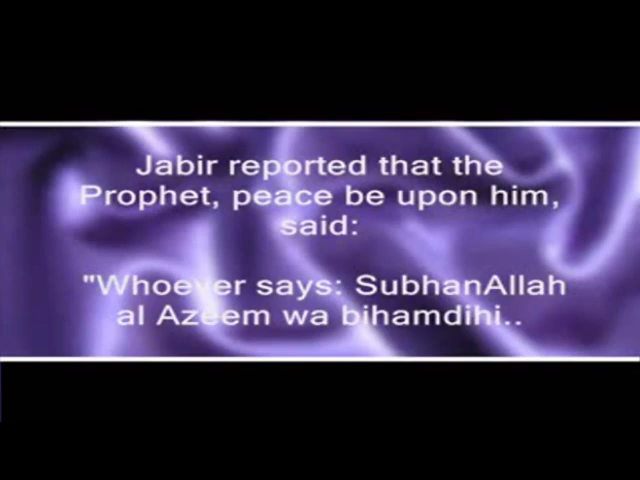 Jabir reported that the
Prophet, peace be upon him,
said:
"Whoever says: SubhanAllah
al Azeem wa bihamdihi..